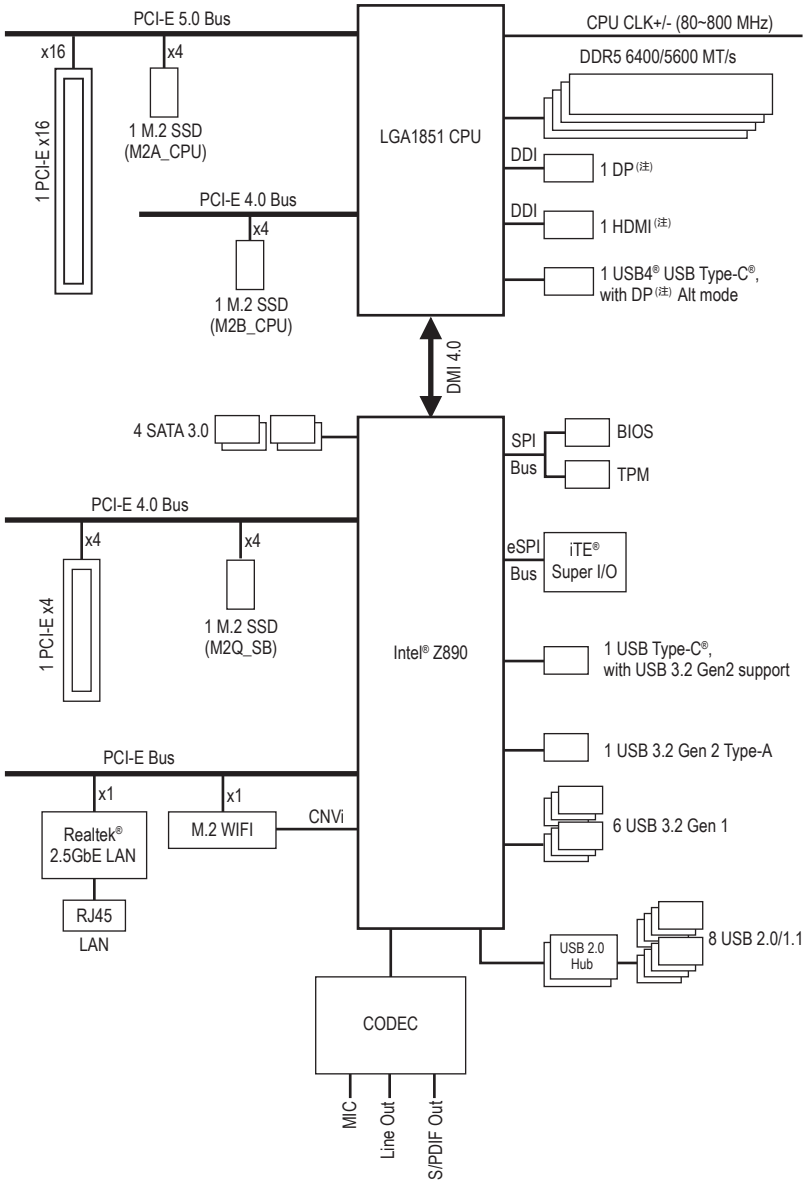 PCI-E 5.0 Bus
CPU CLK+/- (80~800 MHz)
x16
x4
DDR5 6400/5600 MT/s
1 PCI-E x16
1 M.2 SSD
(M2A_CPU)
LGA1851 CPU
DDI
1 DP(注)
PCI-E 4.0 Bus
x4
DDI
1 HDMI(注)
1 M.2 SSD
(M2B_CPU)
1 USB4® USB Type-C®,
with DP(注) Alt mode
DMI 4.0
4 SATA 3.0
SPI
Bus
BIOS
TPM
PCI-E 4.0 Bus
x4
x4
1 PCI-E x4
1 M.2 SSD
(M2Q_SB)
eSPI
Bus
iTE®
Super I/O
Intel® Z890
1 USB Type-C®,
with USB 3.2 Gen2 support
1 USB 3.2 Gen 2 Type-A
PCI-E Bus
x1
x1
Realtek®
2.5GbE LAN
M.2 WIFI
CNVi
6 USB 3.2 Gen 1
RJ45
LAN
USB 2.0
Hub
8 USB 2.0/1.1
CODEC
MIC
Line Out
S/PDIF Out